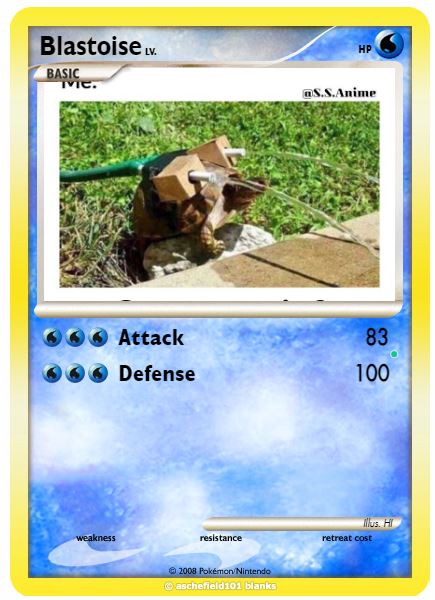 Blastoise LV. HP
BASIC
Me:
@S.S.Anime
Attack 83
Defense 100
Illus. HI
weakness resistance retreat cost
© 2008 Pokémon/Nintendo
© aschefield101 blanks